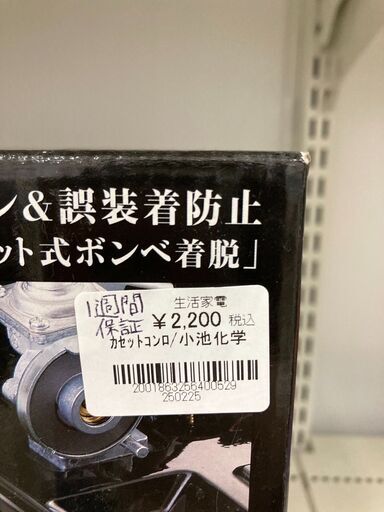 ン&誤装着防止
ット式ボンベ着脱」
1週間
保証
生活家電
¥2,200 税込
カセットコンロ/小池化学
2001863256400529
250225